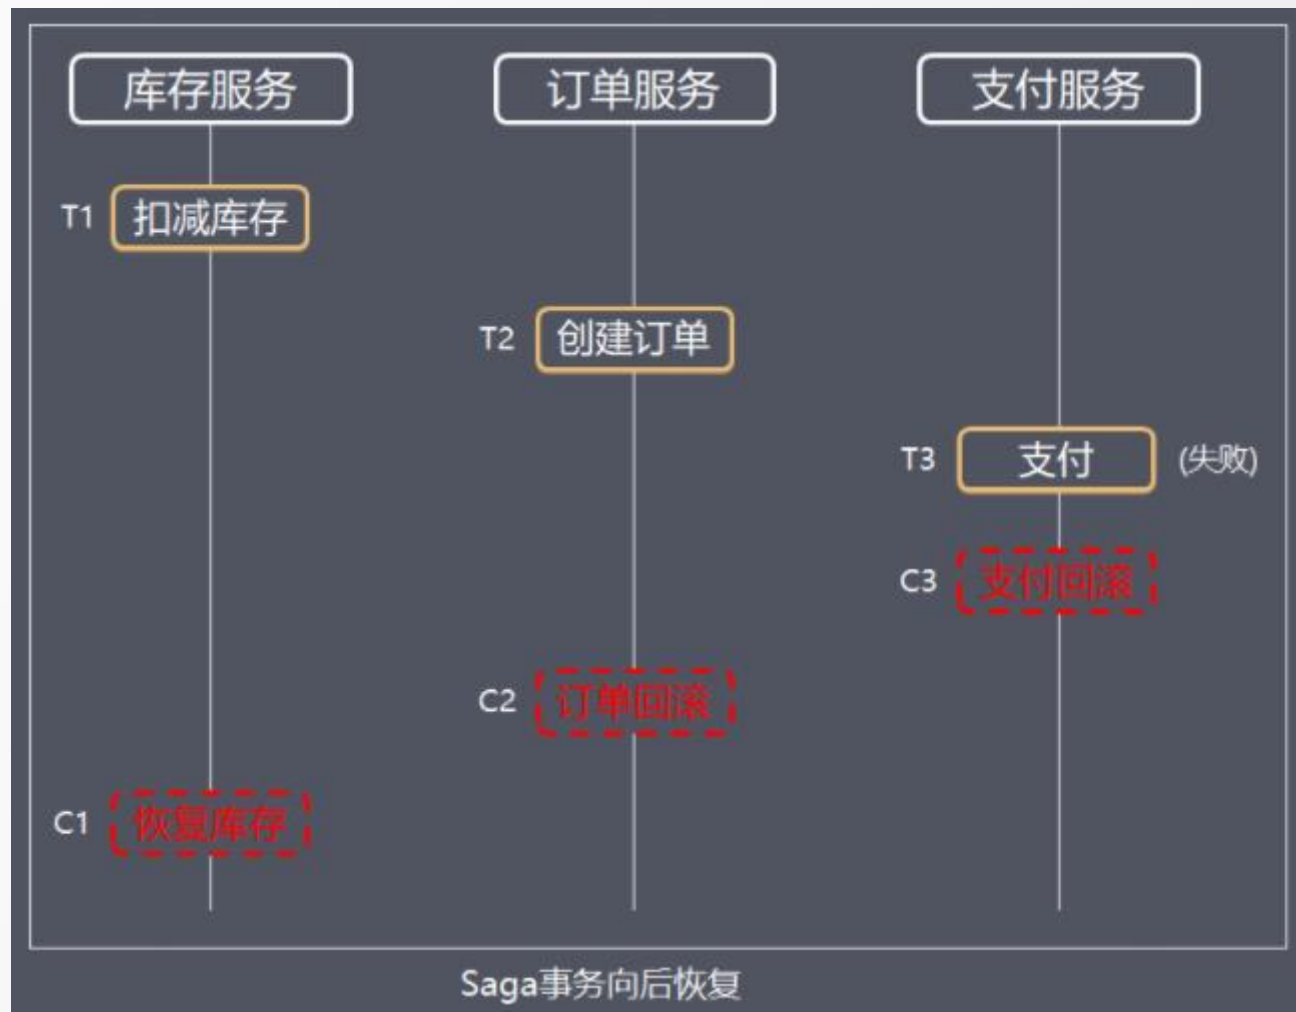 库存服务 订单服务 支付服务
T1 扣减库存
T2 创建订单
T3 支付 (失败)
C3 支付回滚
C2 订单回滚
C1 恢复库存
Saga事务向后恢复